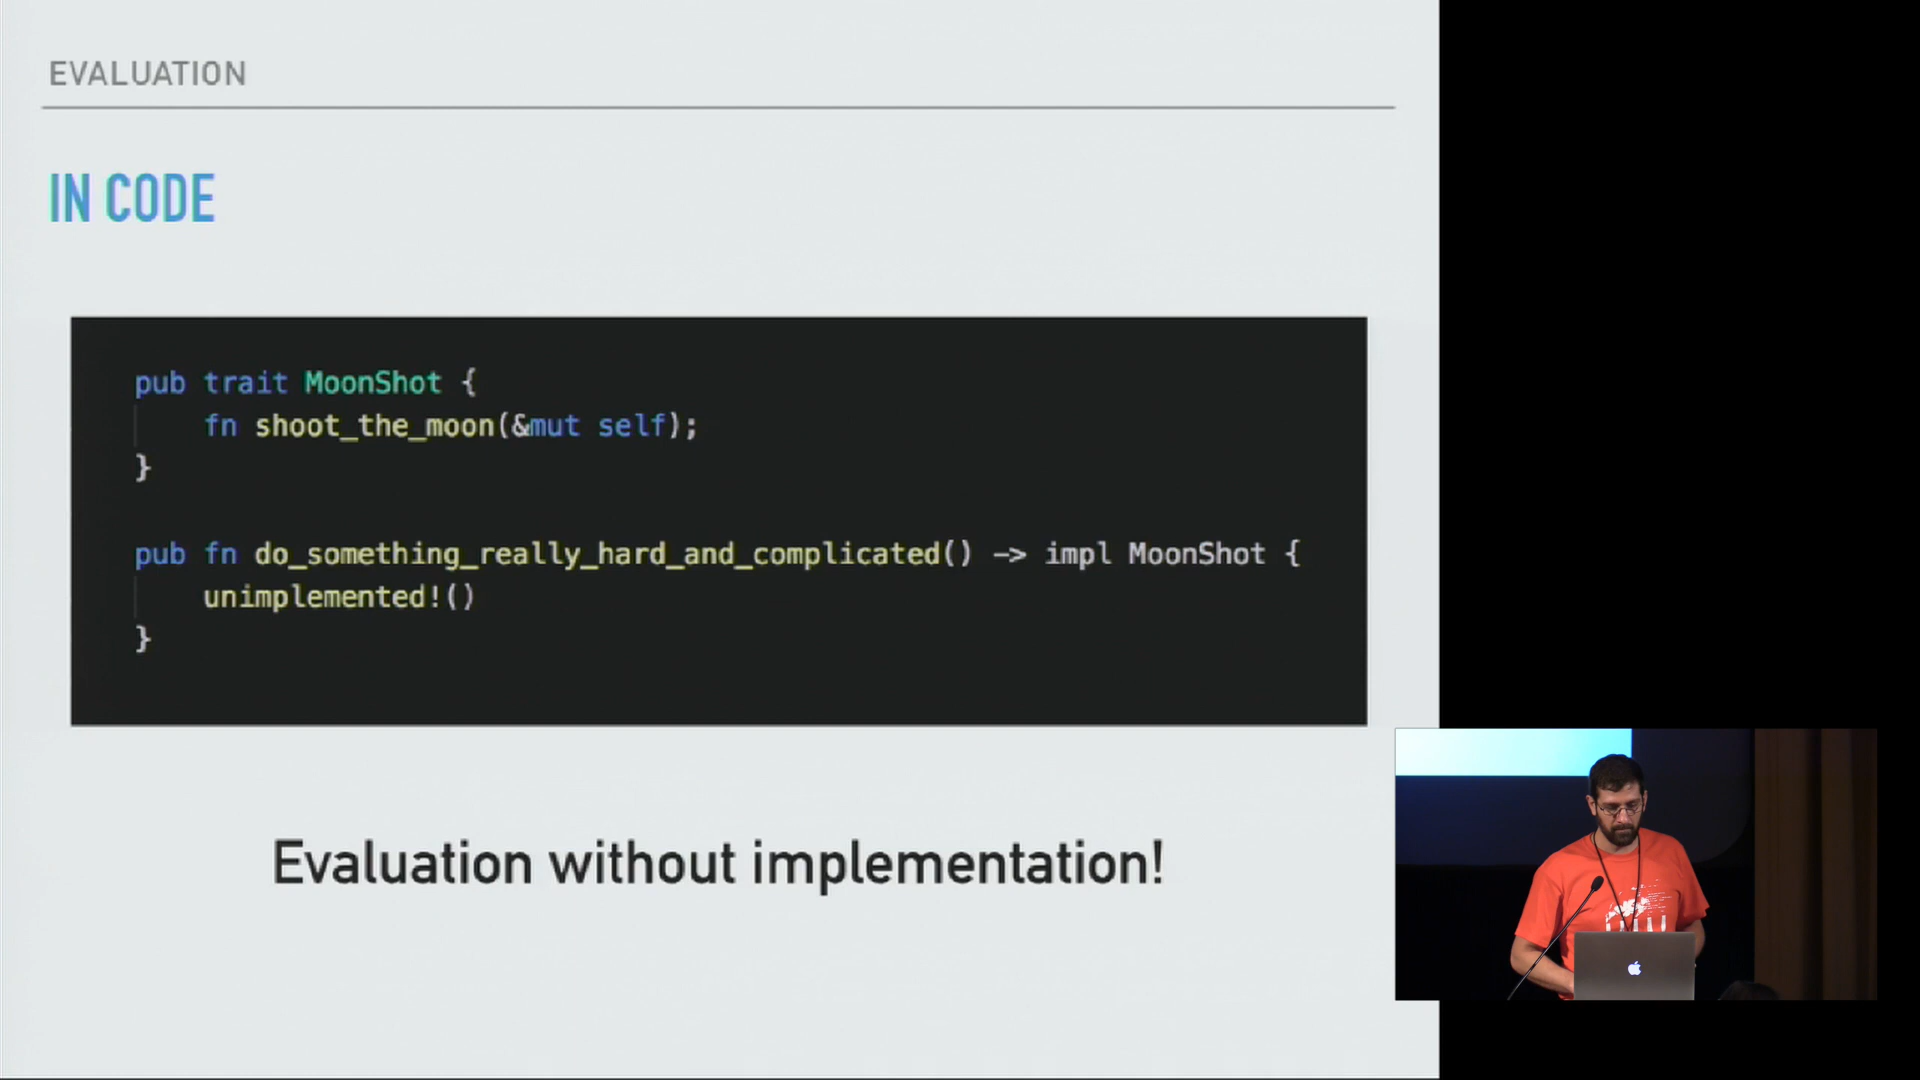 EVALUATION
IN CODE
pub trait MoonShot {
fn shoot_the_moon(&mut self);
}
pub fn do_something_really_hard_and_complicated() -> impl MoonShot {
unimplemented!()
}
Evaluation without implementation!